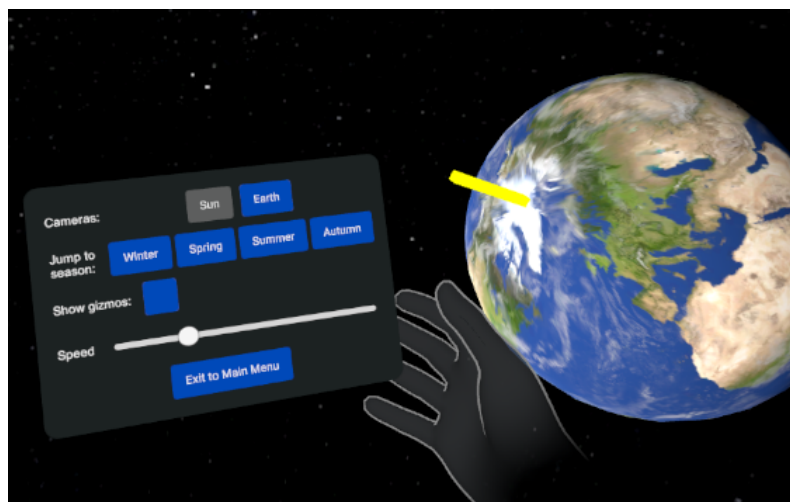 Cameras:
Sun
Earth
Jump to
season:
Winter
Spring
Summer
Autumn
Show gizmos:
Speed
Exit to Main Menu